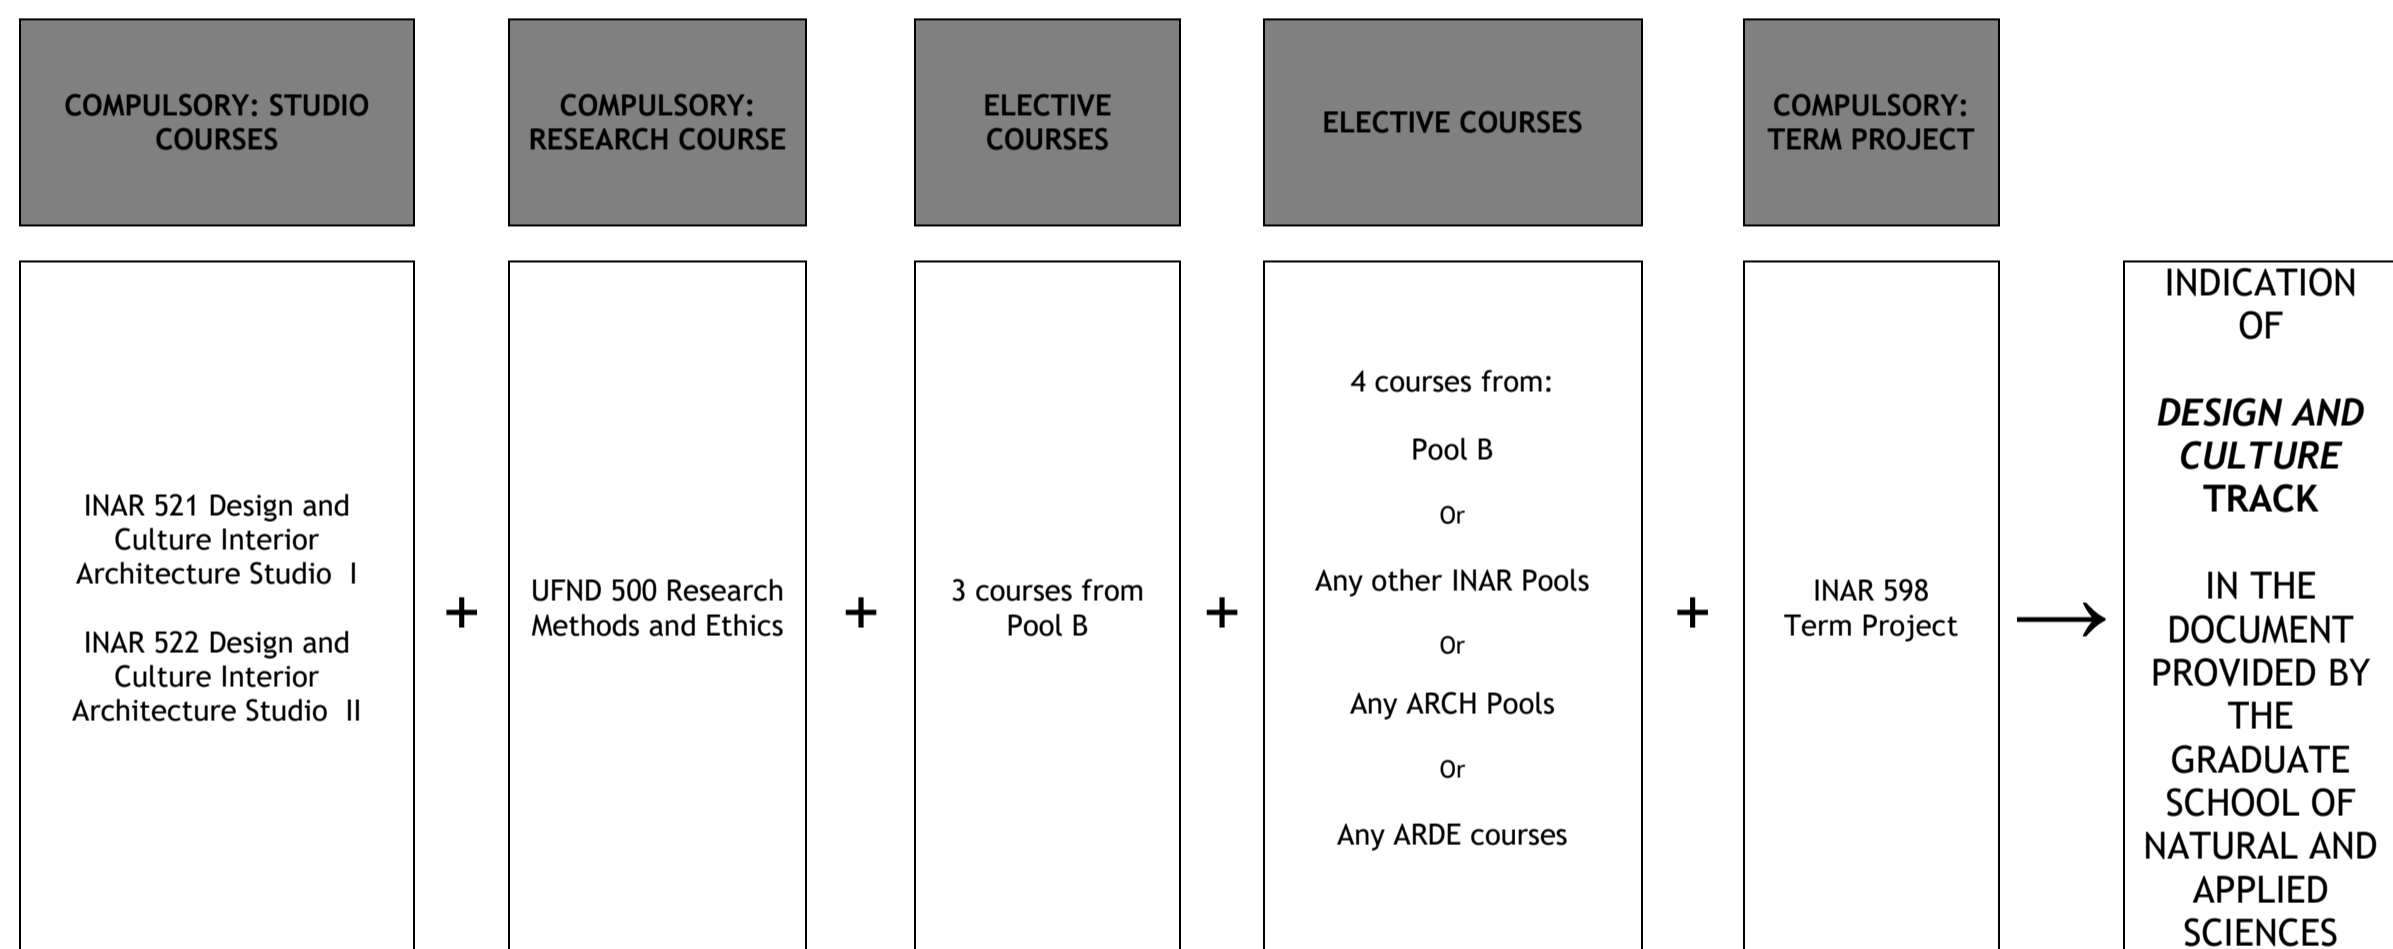 COMPULSORY: STUDIO
COURSES
COMPULSORY:
RESEARCH COURSE
ELECTIVE
COURSES
ELECTIVE COURSES
COMPULSORY:
TERM PROJECT
INAR 521 Design and
Culture Interior
Architecture Studio I
INAR 522 Design and
Culture Interior
Architecture Studio II
+
UFND 500 Research
Methods and Ethics
+
3 courses from
Pool B
+
4 courses from:
Pool B
Or
Any other INAR Pools
Or
Any ARCH Pools
Or
Any ARDE courses
+
INAR 598
Term Project
→
INDICATION
OF
DESIGN AND
CULTURE
TRACK
IN THE
DOCUMENT
PROVIDED BY
THE
GRADUATE
SCHOOL OF
NATURAL AND
APPLIED
SCIENCES